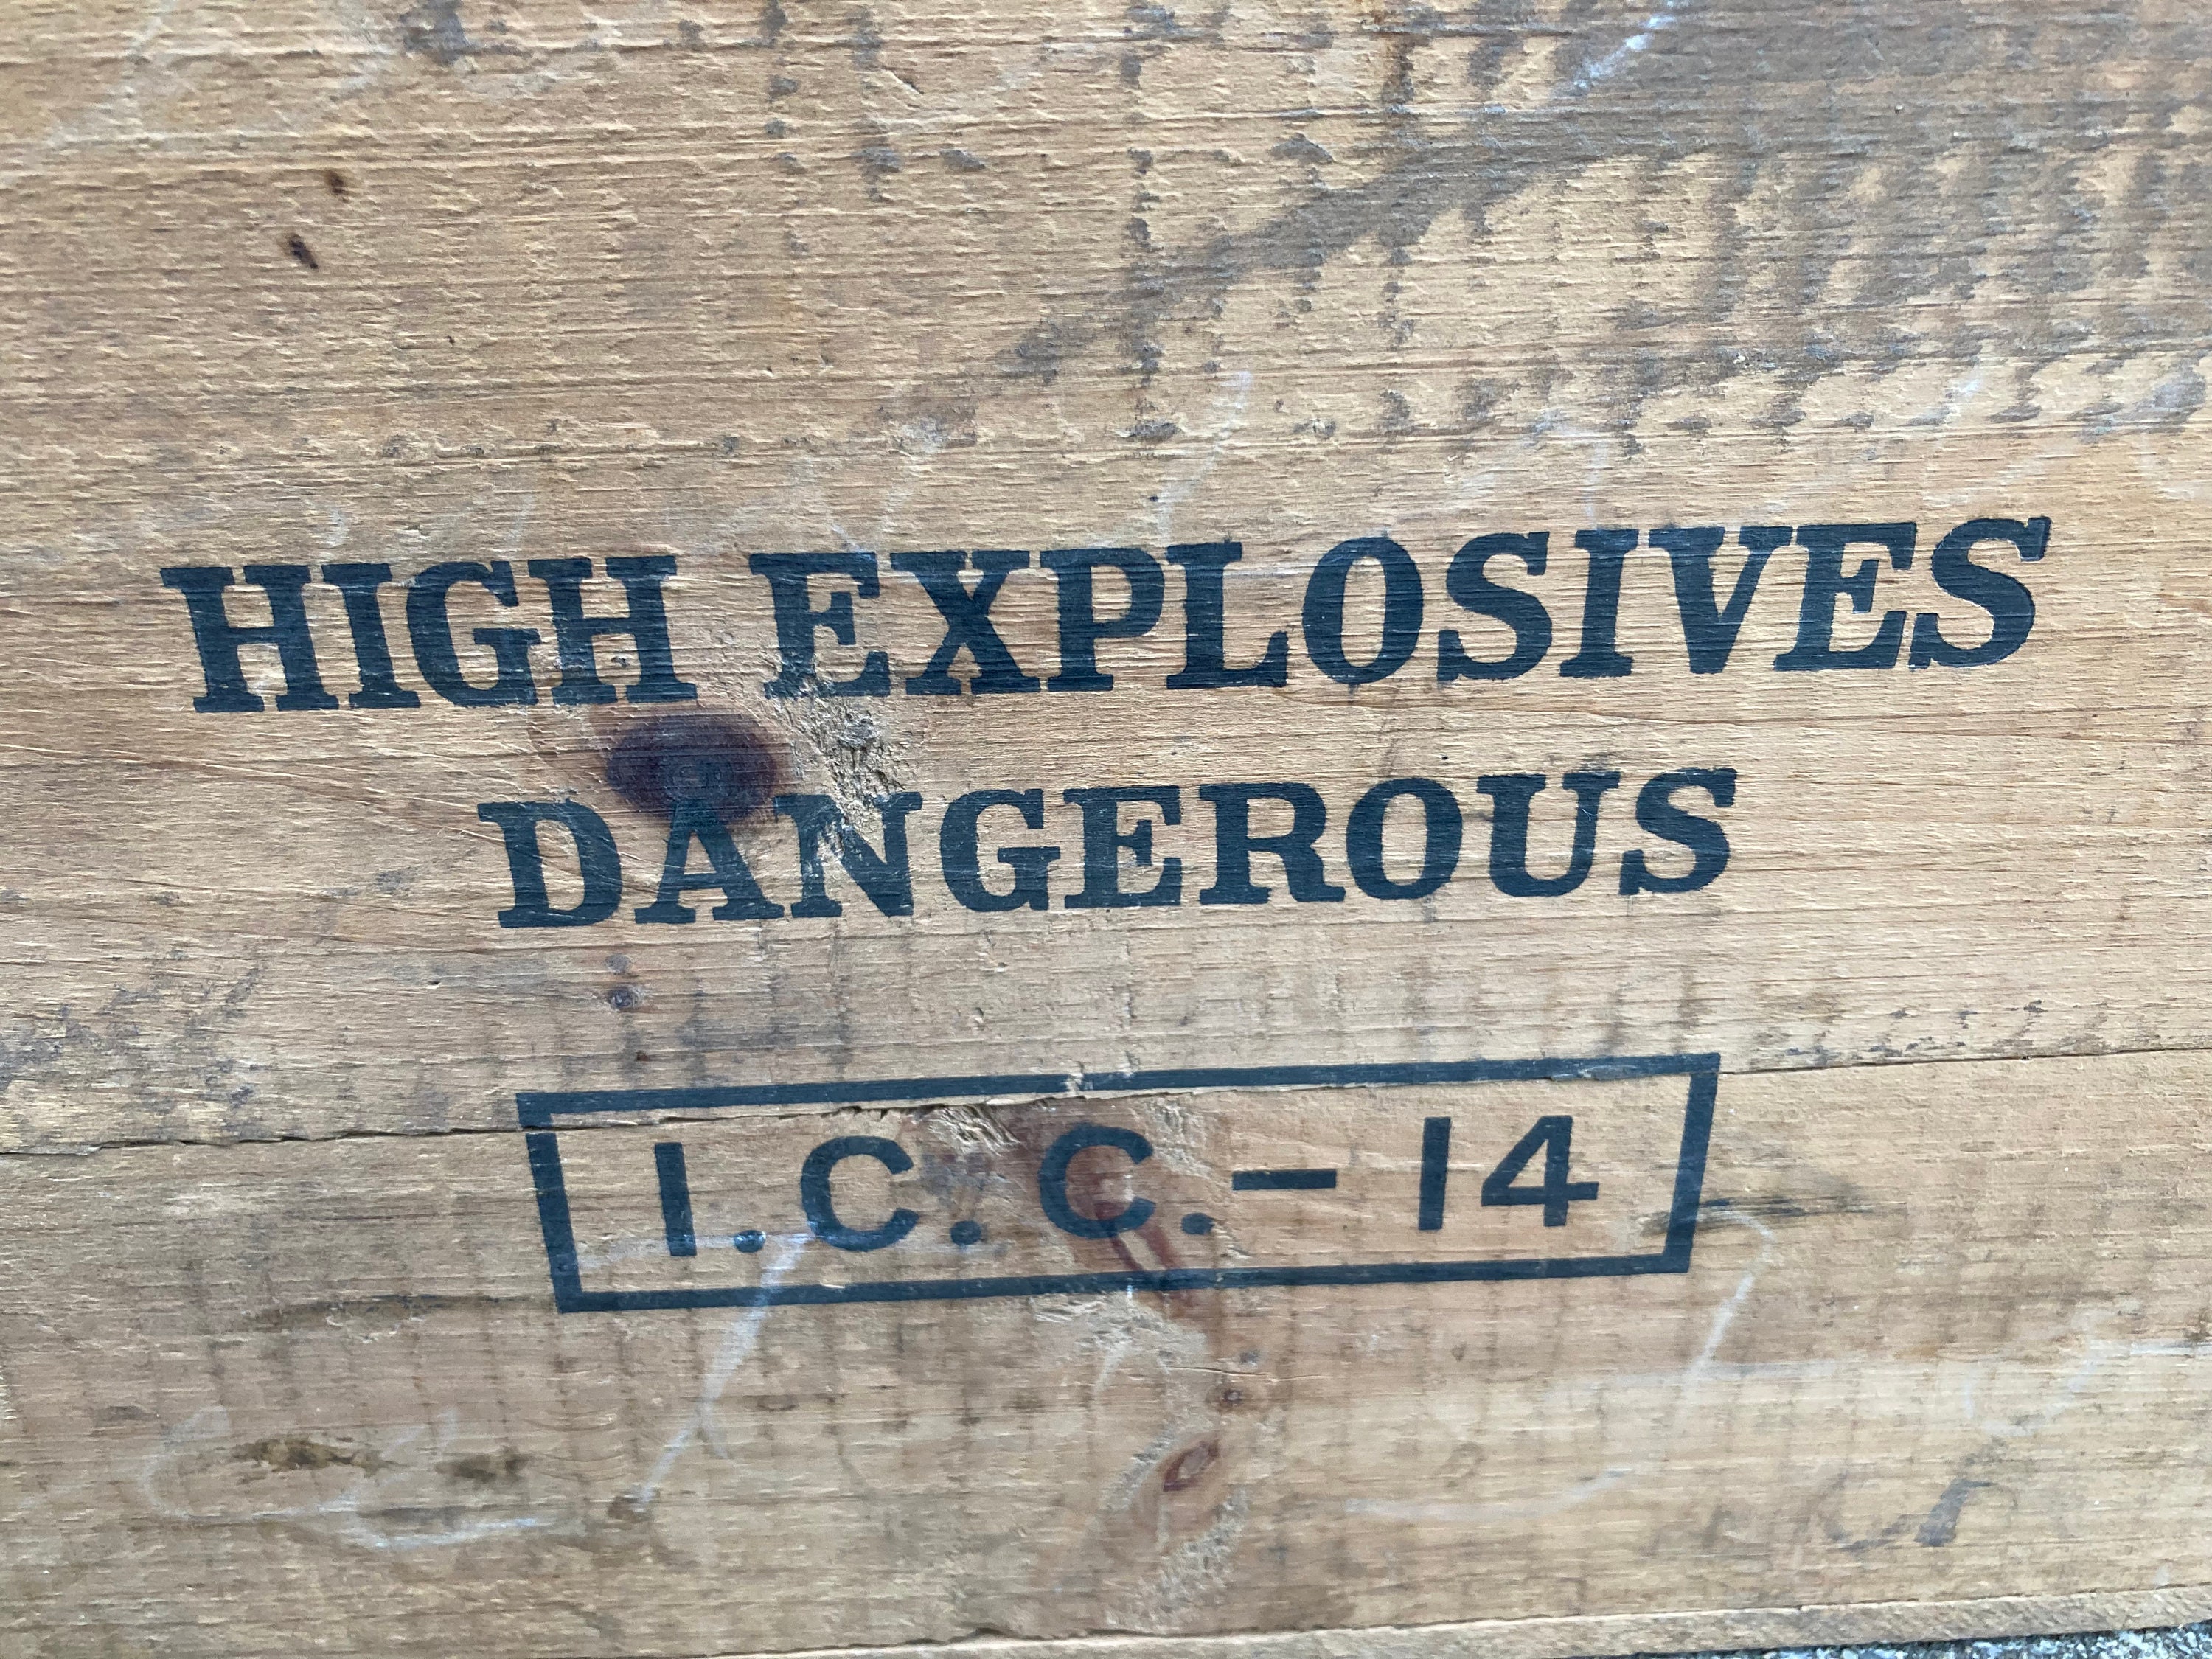 HIGH EXPLOSIVES
DANGEROUS
I.C.C.-14